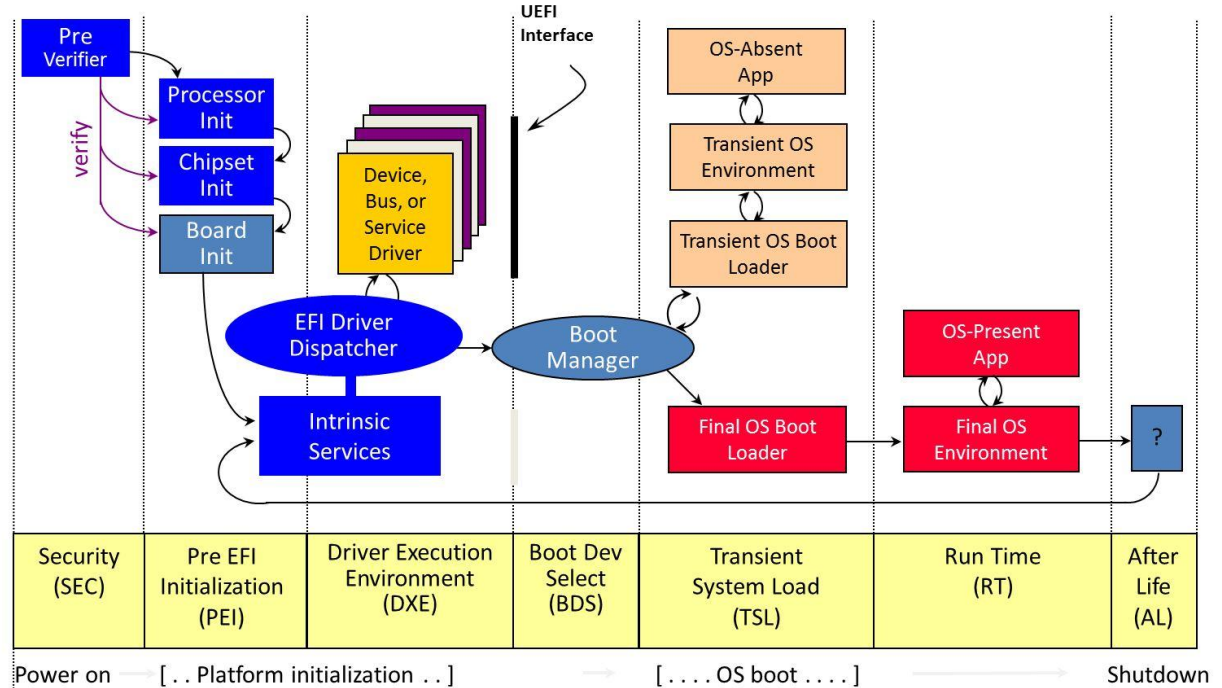 UEFI
Interface
Pre
Verifier
verify
Processor
Init
Chipset
Init
Board
Init
Device,
Bus, or
Service
Driver
EFI Driver
Dispatcher
Intrinsic
Services
Boot
Manager
OS-Absent
App
Transient OS
Environment
Transient OS Boot
Loader
Final OS Boot
Loader
OS-Present
App
Final OS
Environment
?
Security
(SEC)
Pre EFI
Initialization
(PEI)
Driver Execution
Environment
(DXE)
Boot Dev
Select
(BDS)
Transient
System Load
(TSL)
Run Time
(RT)
After
Life
(AL)
Power on
[ . . Platform initialization . . ]
[ . . . . OS boot . . . . ]
Shutdown